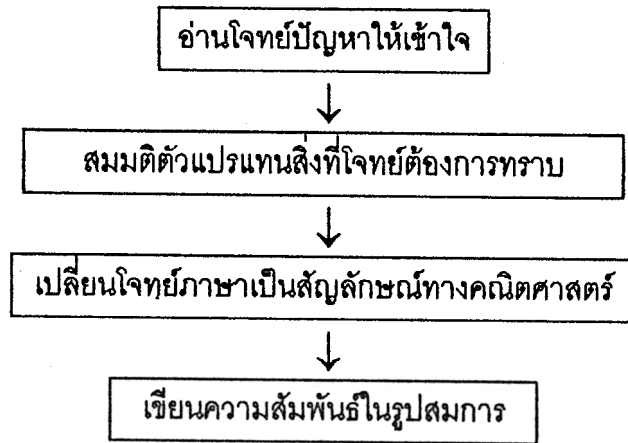 อ่านโจทย์ปัญหาให้เข้าใจ
สมมติตัวแปรแทนสิ่งที่โจทย์ต้องการทราบ
เปลี่ยนโจทย์ภาษาเป็นสัญลักษณ์ทางคณิตศาสตร์
เขียนความสัมพันธ์ในรูปสมการ